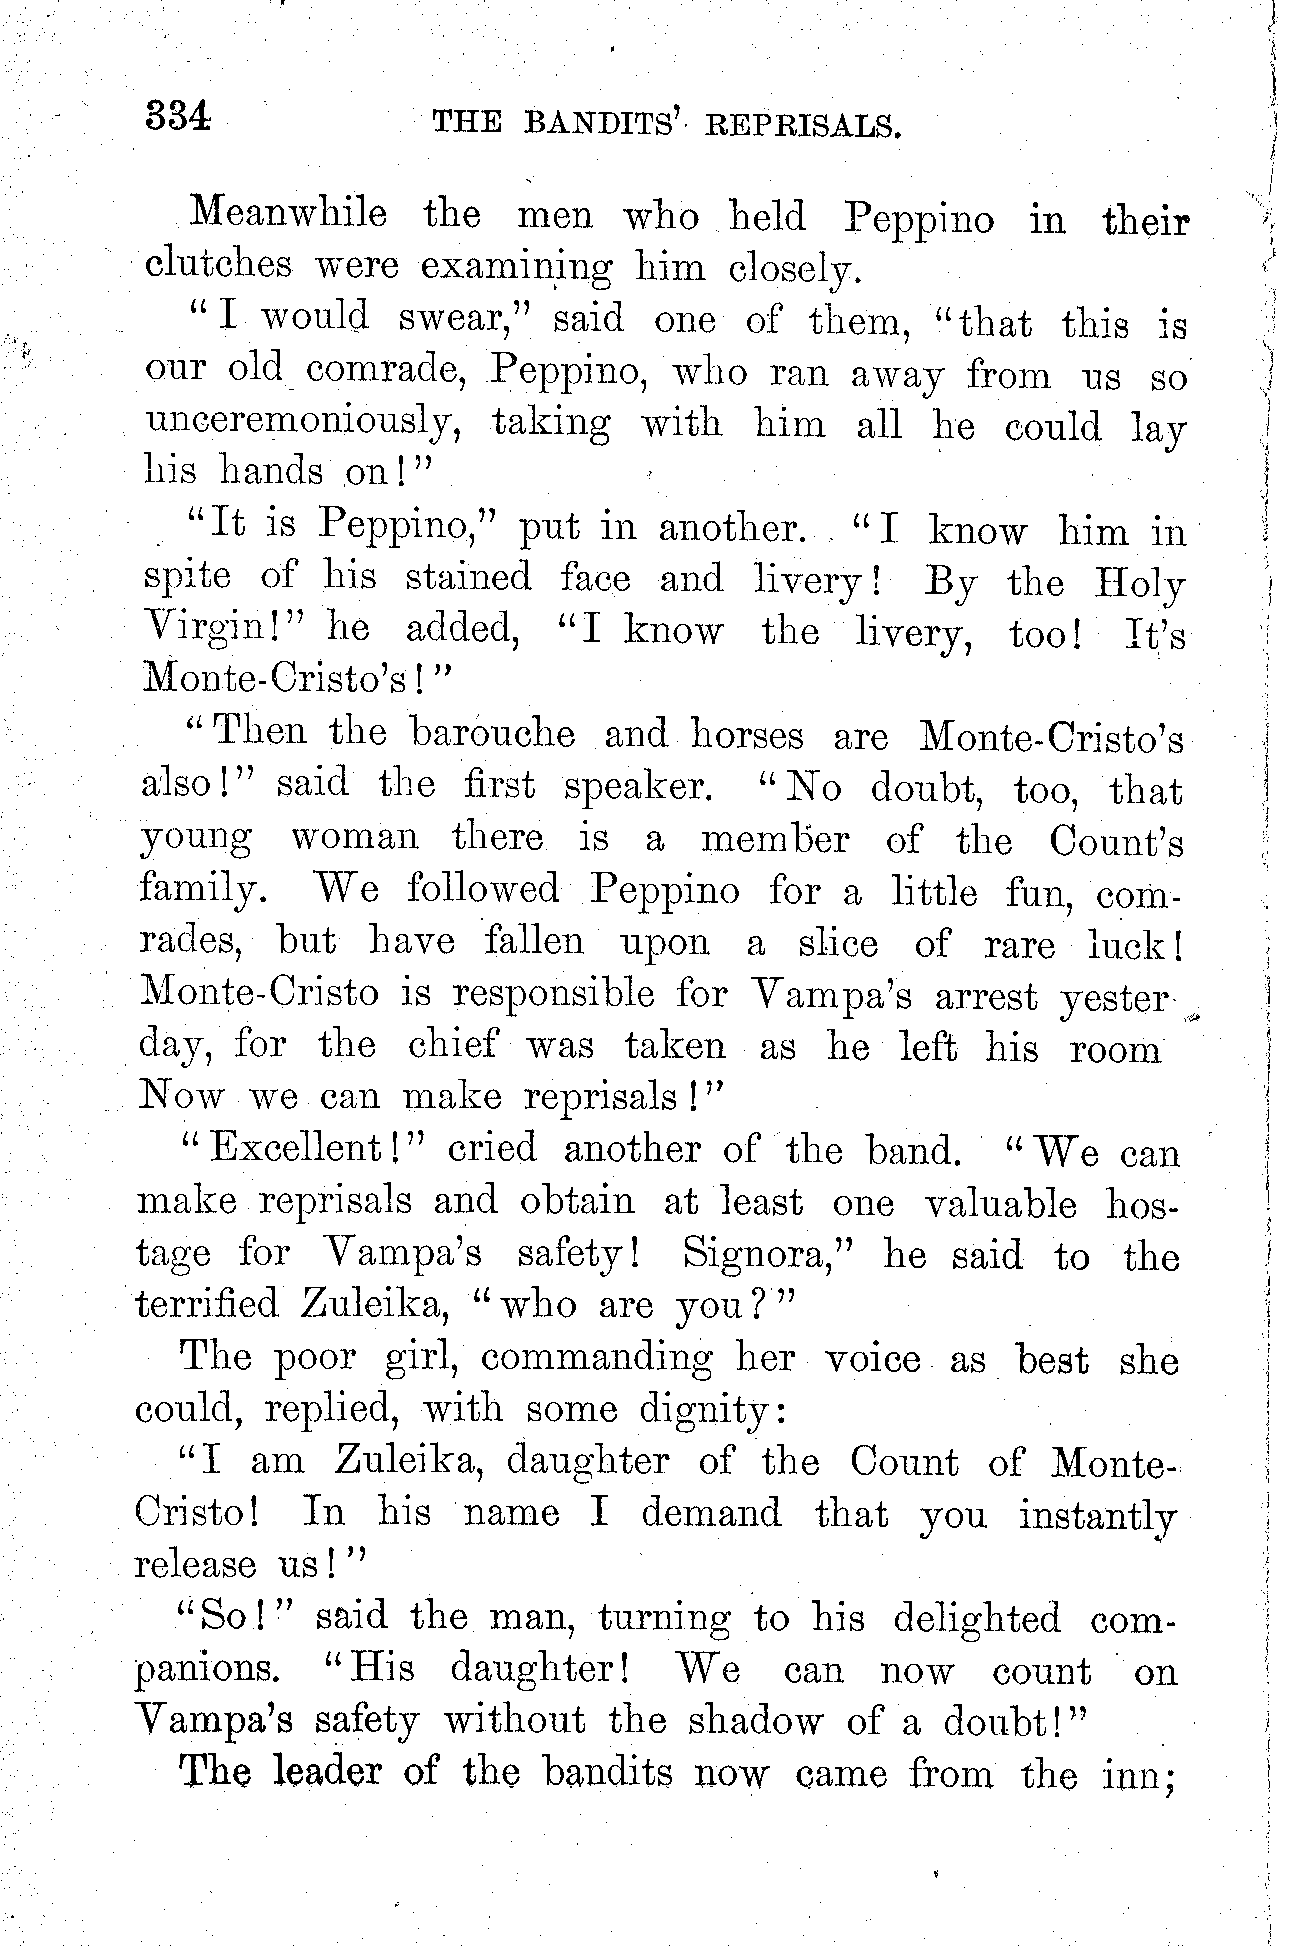 334 THE BANDITS' REPRISALS.
Meanwhile the men who held Peppino in their
clutches were examining him closely.
"I would swear," said one of them, "that this is
our old comrade, Peppino, who ran away from us so
unceremoniously, taking with him all he could lay
his hands on!"
"It is Peppino," put in another. "I know him in
spite of his stained face and livery! By the Holy
Virgin!" he added, "I know the livery, too! It's
Monte-Cristo's!"
"Then the barouche and horses are Monte-Cristo's
also!" said the first speaker. "No doubt, too, that
young woman there is a member of the Count's
family. We followed Peppino for a little fun, com-
rades, but have fallen upon a slice of rare luck!
Monte-Cristo is responsible for Vampa's arrest yester-
day, for the chief was taken as he left his room
Now we can make reprisals!"
"Excellent!" cried another of the band. "We can
make reprisals and obtain at least one valuable hos-
tage for Vampa's safety! Signora," he said to the
terrified Zuleika, "who are you?"
The poor girl, commanding her voice as best she
could, replied, with some dignity:
"I am Zuleika, daughter of the Count of Monte-
Cristo! In his name I demand that you instantly
release us!"
"So!" said the man, turning to his delighted com-
panions. "His daughter! We can now count on
Vampa's safety without the shadow of a doubt!"
The leader of the bandits now came from the inn;